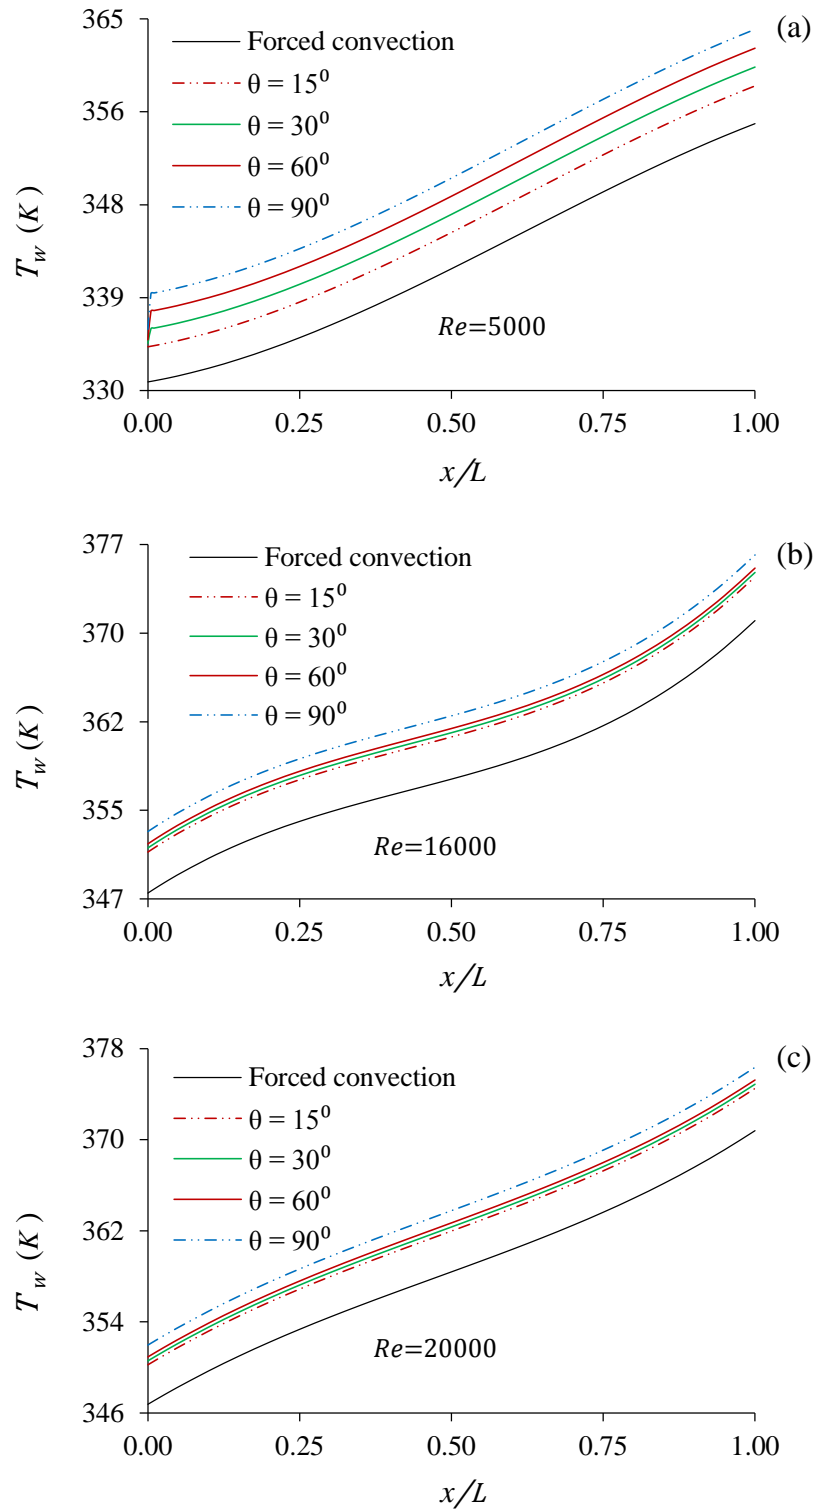 (a)
365
356
348
339
330
T_w (K)
Forced convection
θ = 15⁰
θ = 30⁰
θ = 60⁰
θ = 90⁰
Re=5000
0.00 0.25 0.50 0.75 1.00
x/L
(b)
377
370
362
355
347
T_w (K)
Forced convection
θ = 15⁰
θ = 30⁰
θ = 60⁰
θ = 90⁰
Re=16000
0.00 0.25 0.50 0.75 1.00
x/L
(c)
378
370
362
354
346
T_w (K)
Forced convection
θ = 15⁰
θ = 30⁰
θ = 60⁰
θ = 90⁰
Re=20000
0.00 0.25 0.50 0.75 1.00
x/L